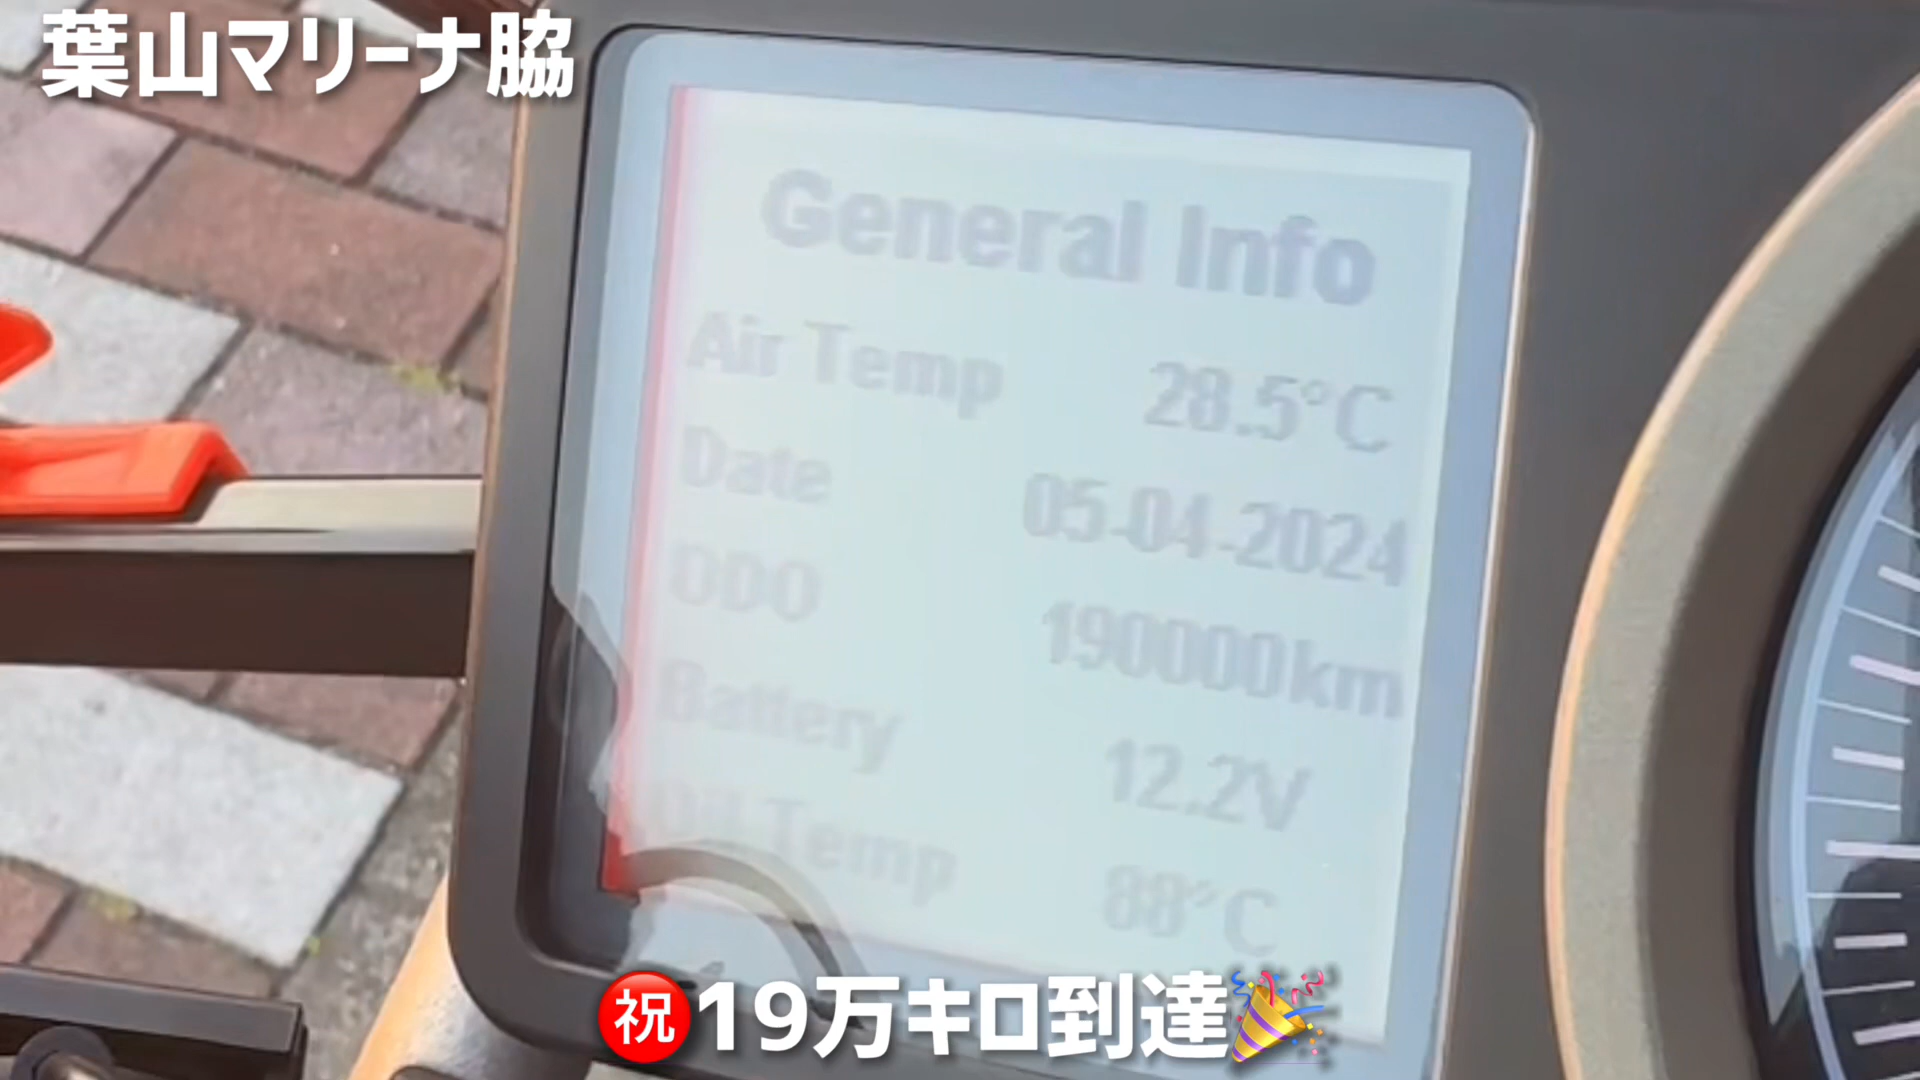 葉山マリーナ脇
General Info
Air Temp 28.5°C
Date 05-04-2024
ODO 190000km
Battery 12.2V
Oil Temp 88°C
㊗19万キロ到達🎉